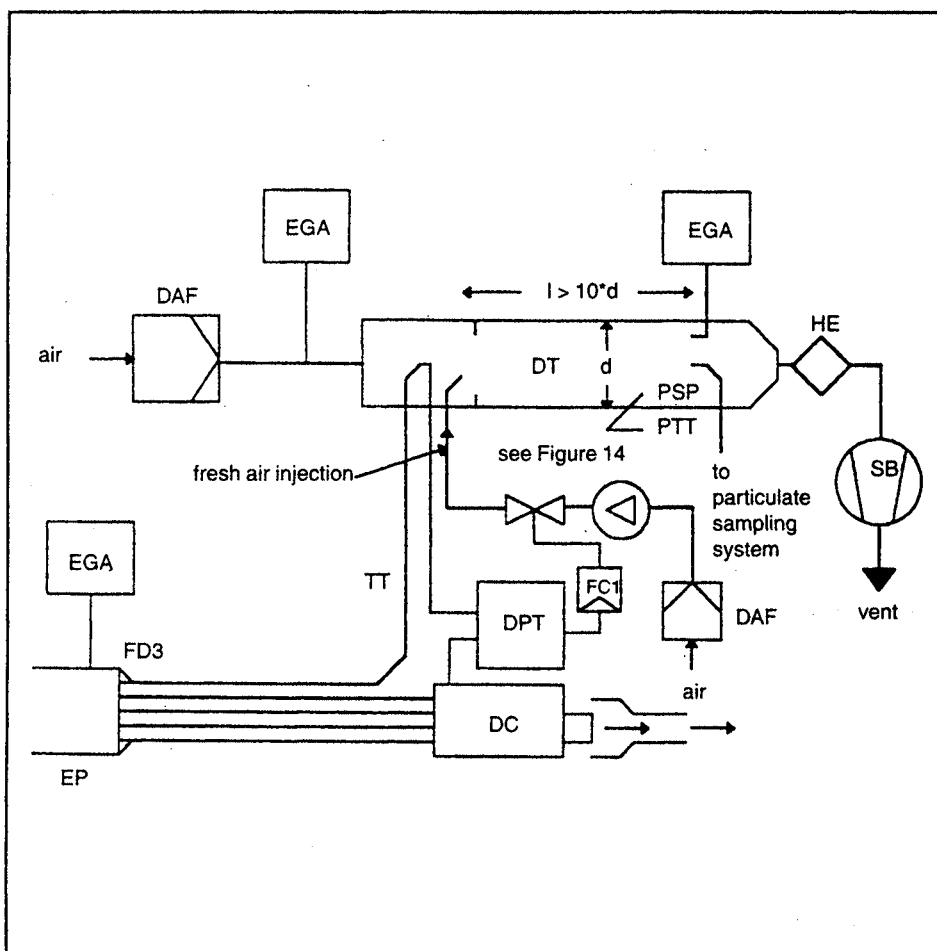 EGA
EGA
DAF
l > 10*d
HE
air
DT
d
PSP
PTT
fresh air injection
see Figure 14
to
particulate
sampling
system
SB
EGA
TT
FC1
DPT
DAF
vent
FD3
air
DC
EP